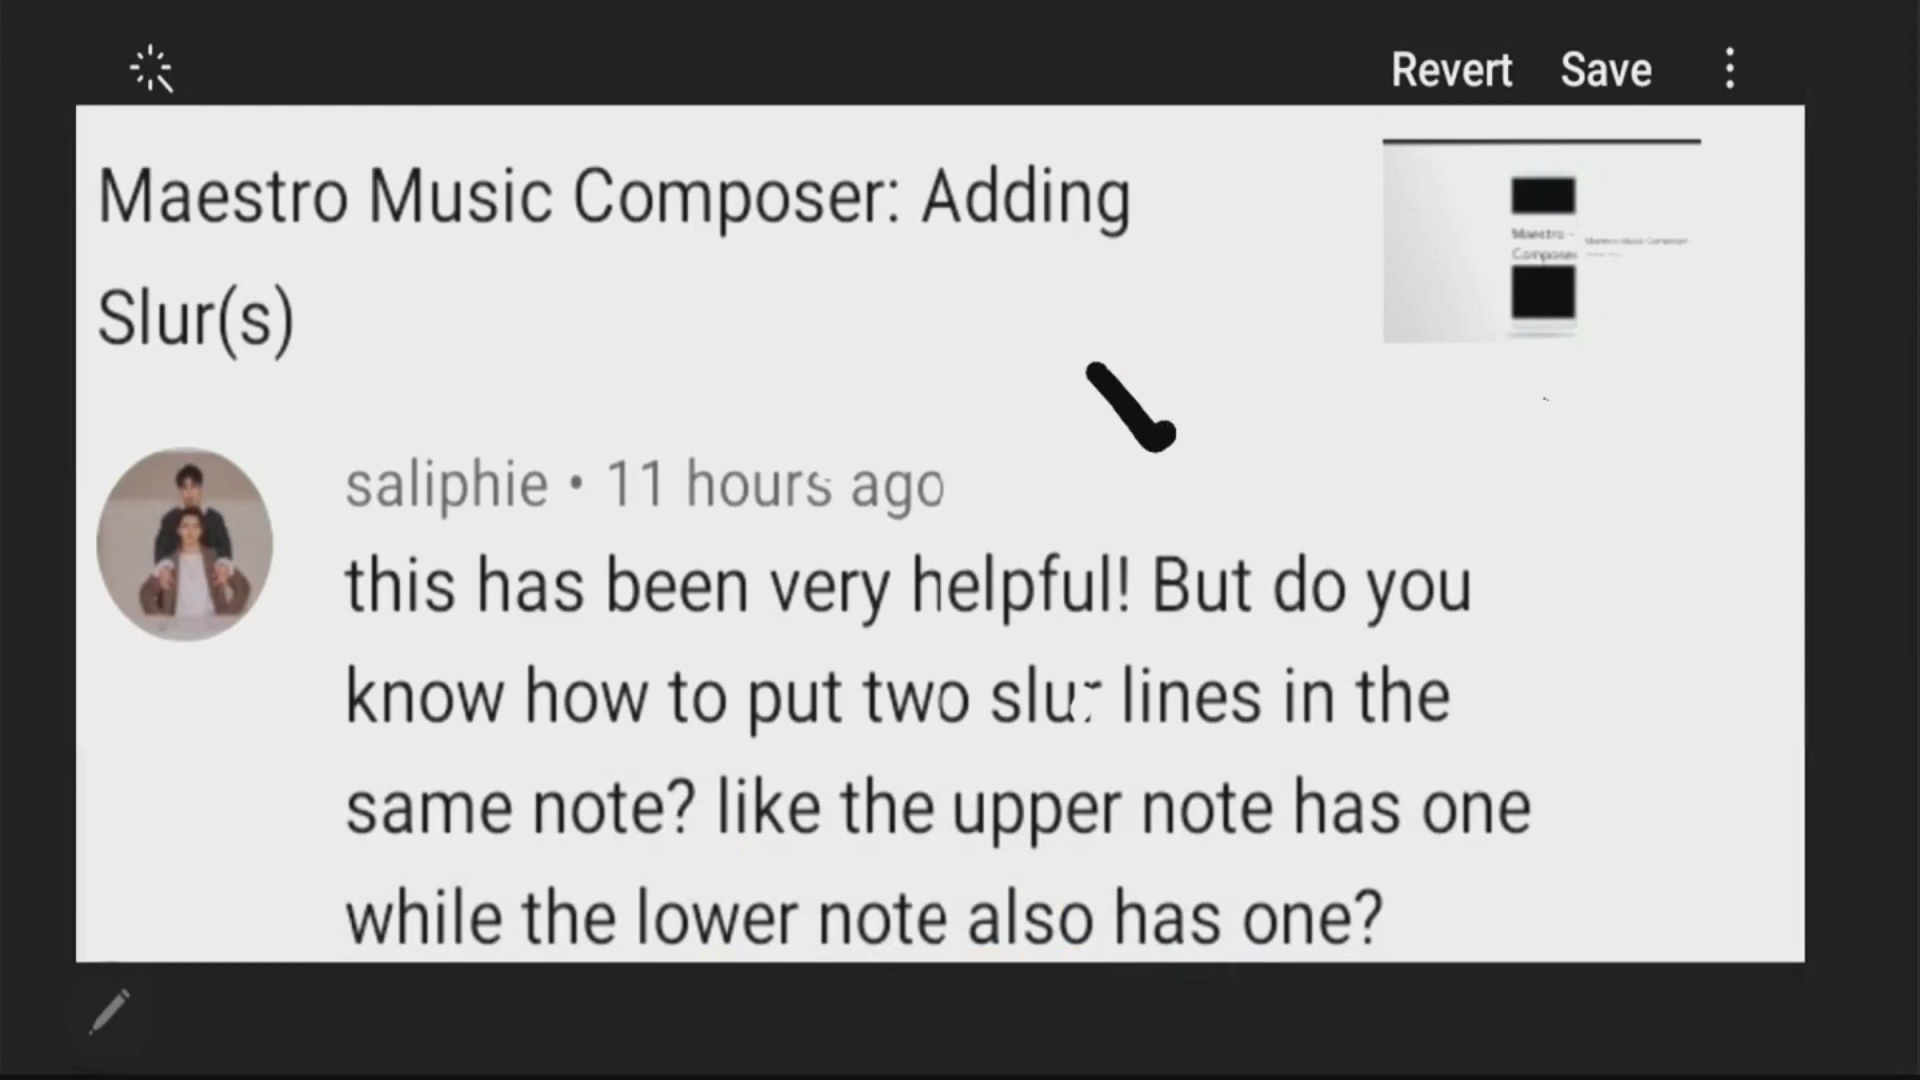 Revert Save
Maestro Music Composer: Adding
Slur(s)
Maestro -
Composer
saliphie • 11 hours ago
this has been very helpful! But do you
know how to put two slur lines in the
same note? like the upper note has one
while the lower note also has one?